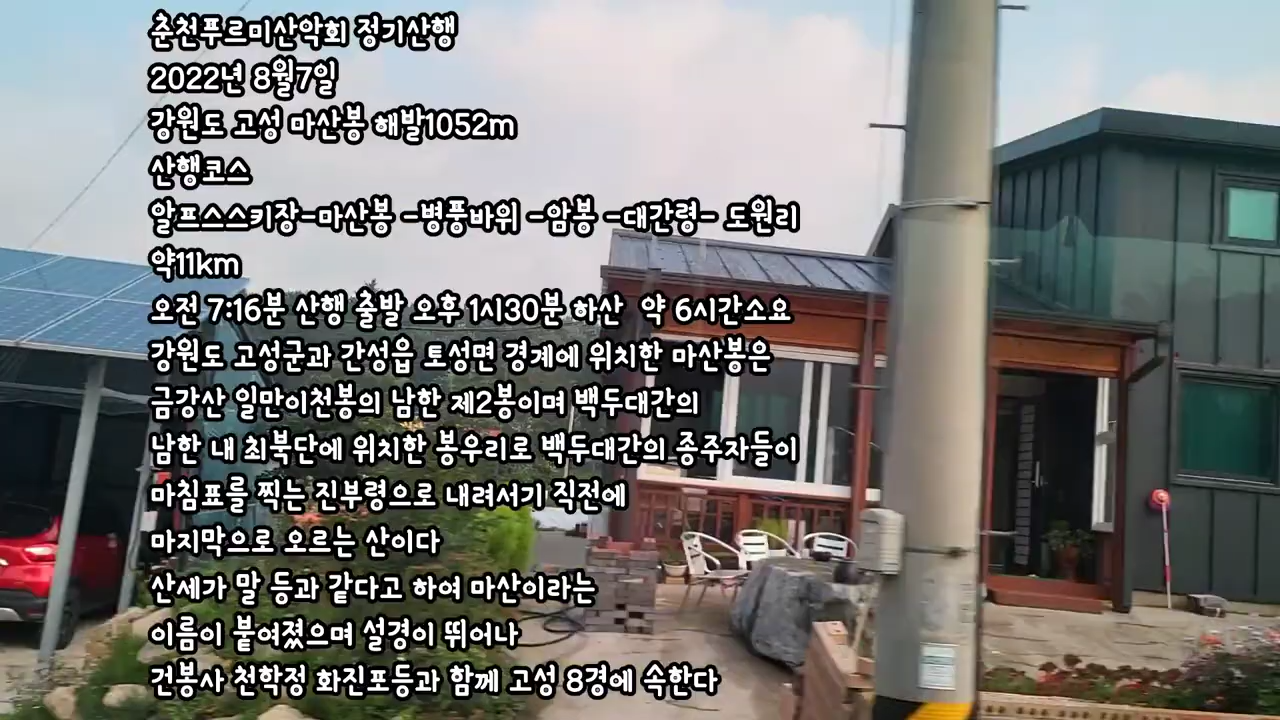 춘천푸르미산악회 정기산행
2022년 8월7일
강원도 고성 마산봉 해발1052m
산행코스
알프스스키장-마산봉 -병풍바위 -암봉 -대간령- 도원리
약11km
오전 7:16분 산행 출발 오후 1시30분 하산 약 6시간소요
강원도 고성군과 간성읍 토성면 경계에 위치한 마산봉은
금강산 일만이천봉의 남한 제2봉이며 백두대간의
남한 내 최북단에 위치한 봉우리로 백두대간의 종주자들이
마침표를 찍는 진부령으로 내려서기 직전에
마지막으로 오르는 산이다
산세가 말 등과 같다고 하여 마산이라는
이름이 붙여졌으며 설경이 뛰어나
건봉사 천학정 화진포등과 함께 고성 8경에 속한다